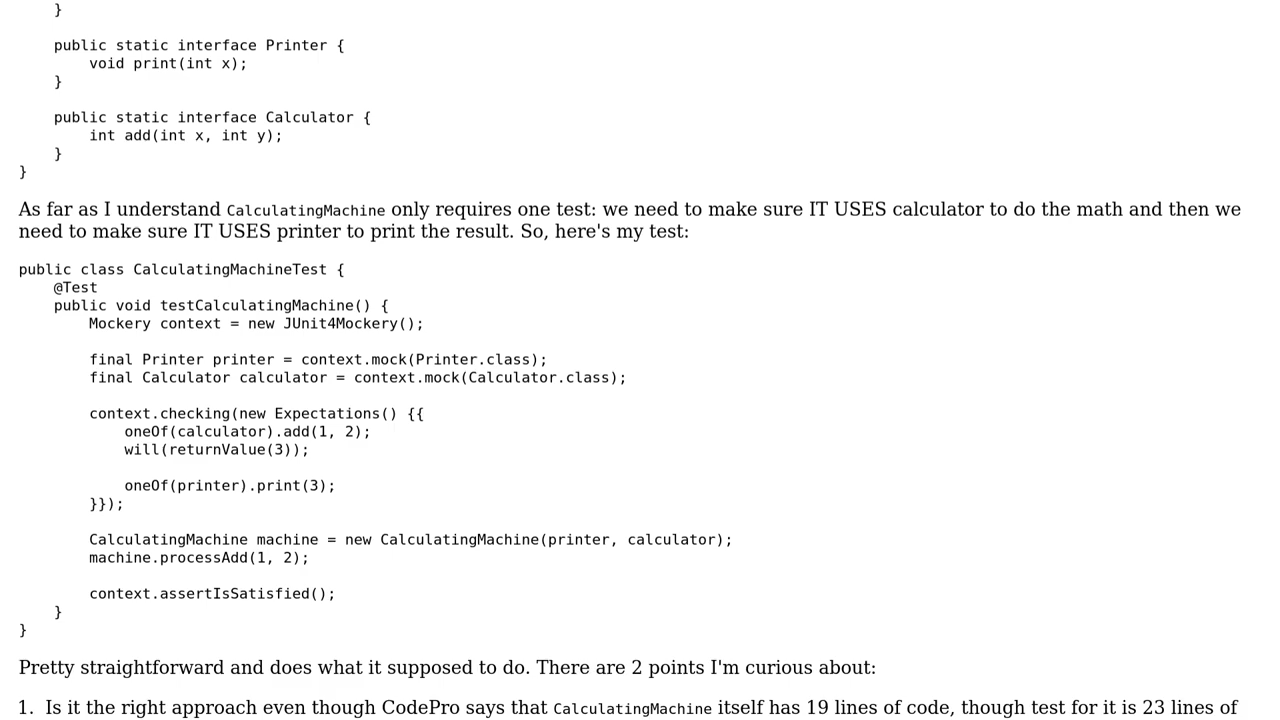 }

    public static interface Printer {
        void print(int x);
    }

    public static interface Calculator {
        int add(int x, int y);
    }
}
As far as I understand CalculatingMachine only requires one test: we need to make sure IT USES calculator to do the math and then we
need to make sure IT USES printer to print the result. So, here's my test:
public class CalculatingMachineTest {
    @Test
    public void testCalculatingMachine() {
        Mockery context = new JUnit4Mockery();

        final Printer printer = context.mock(Printer.class);
        final Calculator calculator = context.mock(Calculator.class);

        context.checking(new Expectations() {{
            oneOf(calculator).add(1, 2);
            will(returnValue(3));

            oneOf(printer).print(3);
        }});

        CalculatingMachine machine = new CalculatingMachine(printer, calculator);
        machine.processAdd(1, 2);

        context.assertIsSatisfied();
    }
}
Pretty straightforward and does what it supposed to do. There are 2 points I'm curious about:
1. Is it the right approach even though CodePro says that CalculatingMachine itself has 19 lines of code, though test for it is 23 lines of